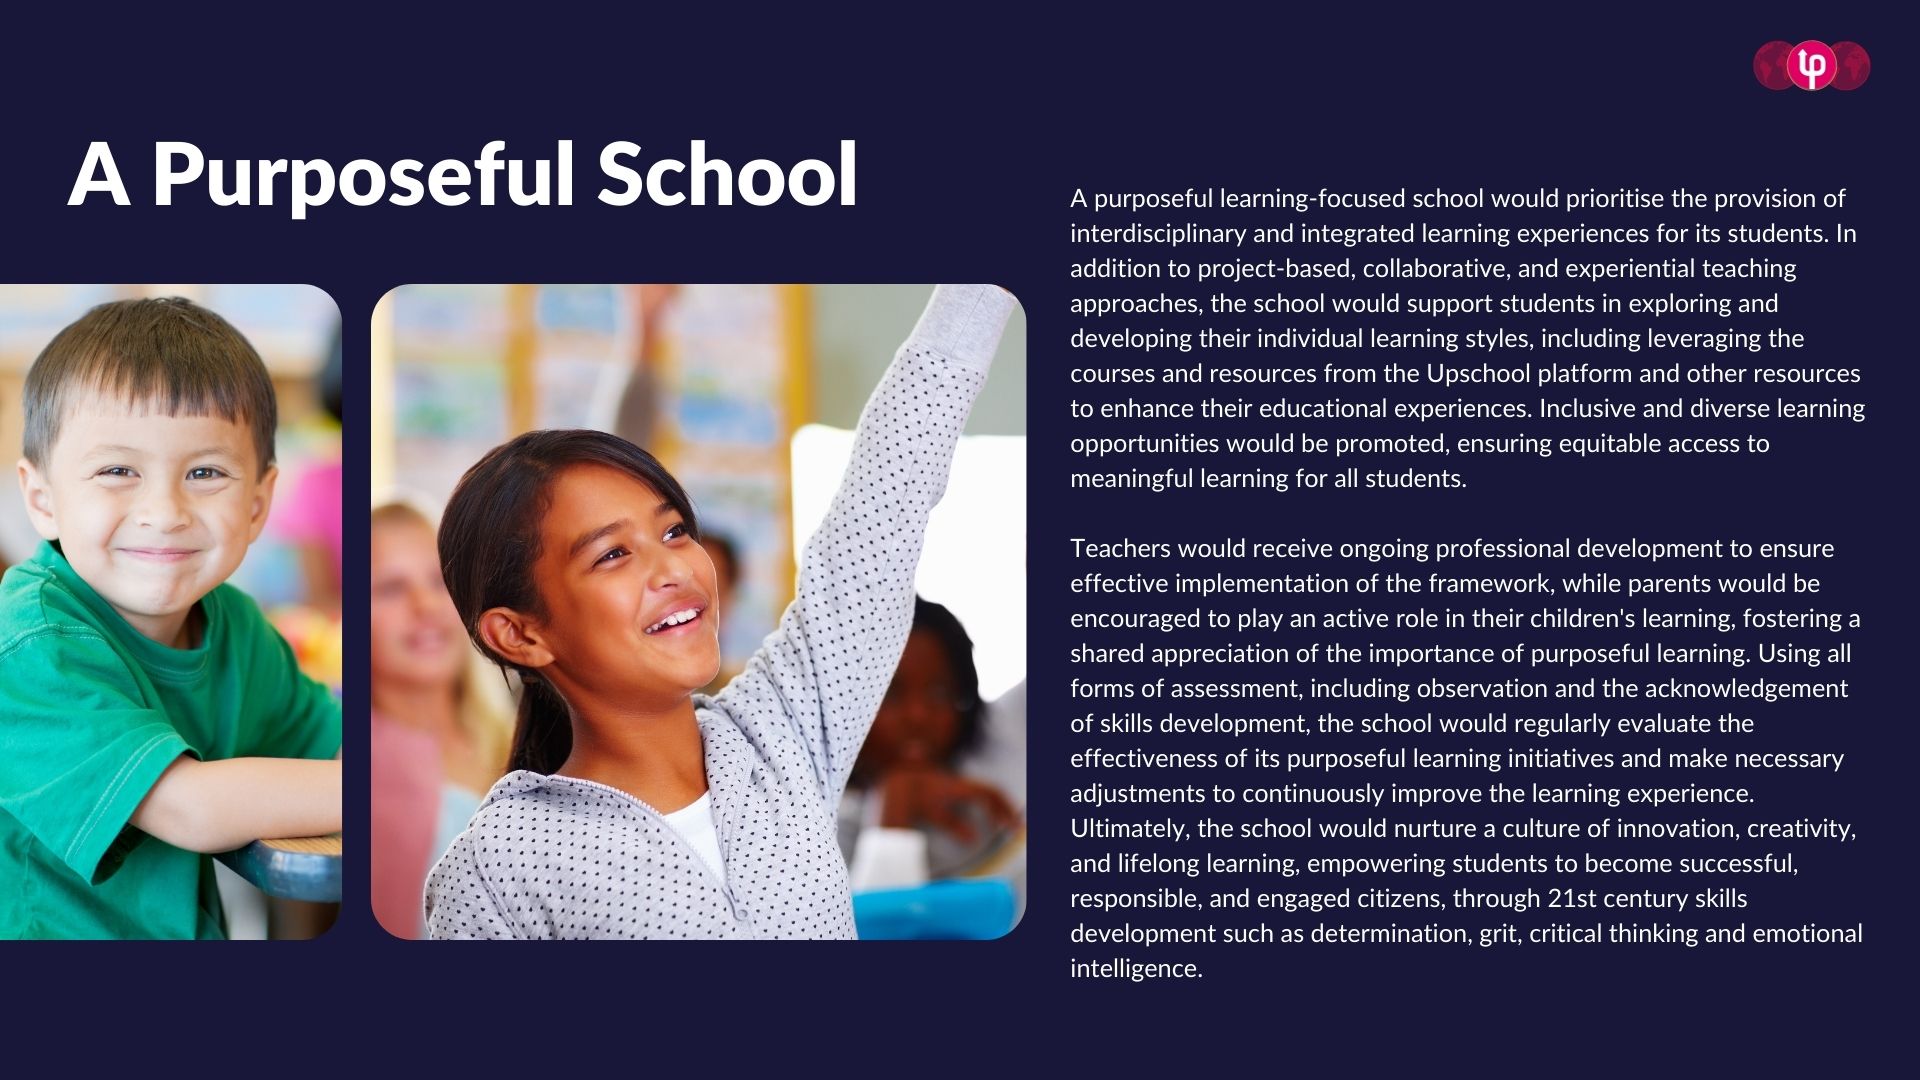 A Purposeful School
A purposeful learning-focused school would prioritise the provision of
interdisciplinary and integrated learning experiences for its students. In
addition to project-based, collaborative, and experiential teaching
approaches, the school would support students in exploring and
developing their individual learning styles, including leveraging the
courses and resources from the Upschool platform and other resources
to enhance their educational experiences. Inclusive and diverse learning
opportunities would be promoted, ensuring equitable access to
meaningful learning for all students.
Teachers would receive ongoing professional development to ensure
effective implementation of the framework, while parents would be
encouraged to play an active role in their children's learning, fostering a
shared appreciation of the importance of purposeful learning. Using all
forms of assessment, including observation and the acknowledgement
of skills development, the school would regularly evaluate the
effectiveness of its purposeful learning initiatives and make necessary
adjustments to continuously improve the learning experience.
Ultimately, the school would nurture a culture of innovation, creativity,
and lifelong learning, empowering students to become successful,
responsible, and engaged citizens, through 21st century skills
development such as determination, grit, critical thinking and emotional
intelligence.